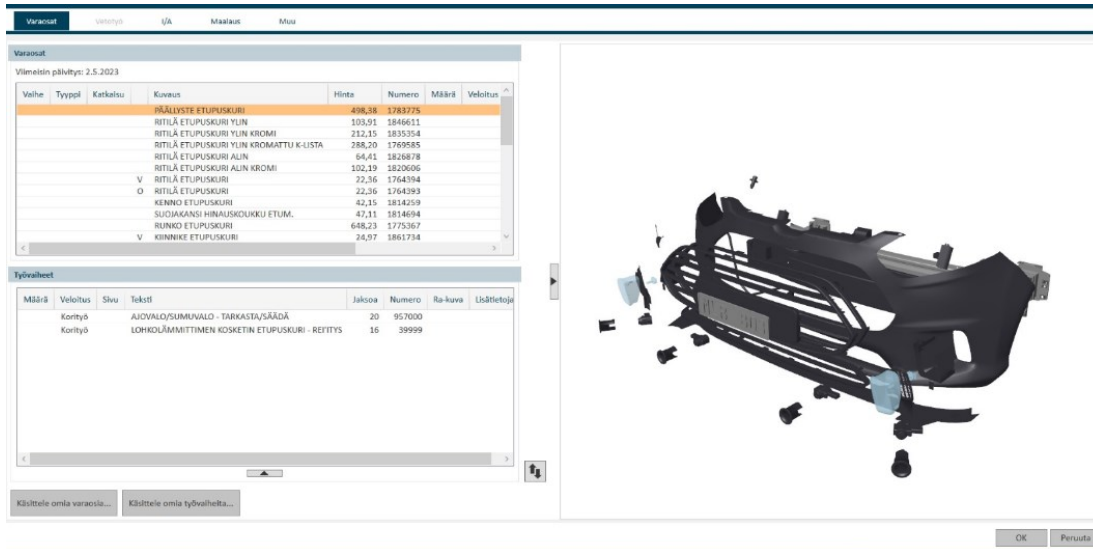 Varaosat Vetotyö I/A Maalaus Muu
Varaosat
Viimeisin päivitys: 2.5.2023
Vaihe Tyyppi Katkaisu Kuvaus Hinta Numero Määrä Veloitus
PÄÄLLYSTE ETUPUSKURI 498,38 1783775
RITILÄ ETUPUSKURI YLIN 103,91 1846611
RITILÄ ETUPUSKURI YLIN KROMI 212,15 1835354
RITILÄ ETUPUSKURI YLIN KROMATTU K-LISTA 288,20 1769585
RITILÄ ETUPUSKURI ALIN 64,41 1826878
RITILÄ ETUPUSKURI ALIN KROMI 102,19 1820606
V RITILÄ ETUPUSKURI 22,36 1764394
O RITILÄ ETUPUSKURI 22,36 1764393
KENNO ETUPUSKURI 42,15 1814259
SUOJAKANSI HINAUSKOUKKU ETUM. 47,11 1814694
RUNKO ETUPUSKURI 648,23 1775367
V KIINNIKE ETUPUSKURI 24,97 1861734
Työvaiheet
Määrä Veloitus Sivu Teksti Jaksoa Numero Ra-kuva Lisätietoja
Korityö AJOVALO/SUMUVALO - TARKASTA/SÄÄDÄ 20 957000
Korityö LOHKOLÄMMITTIMEN KOSKETIN ETUPUSKURI - REI'ITYS 16 39999
Käsittele omia varaosia... Käsittele omia työvaiheita...
OK Peruuta